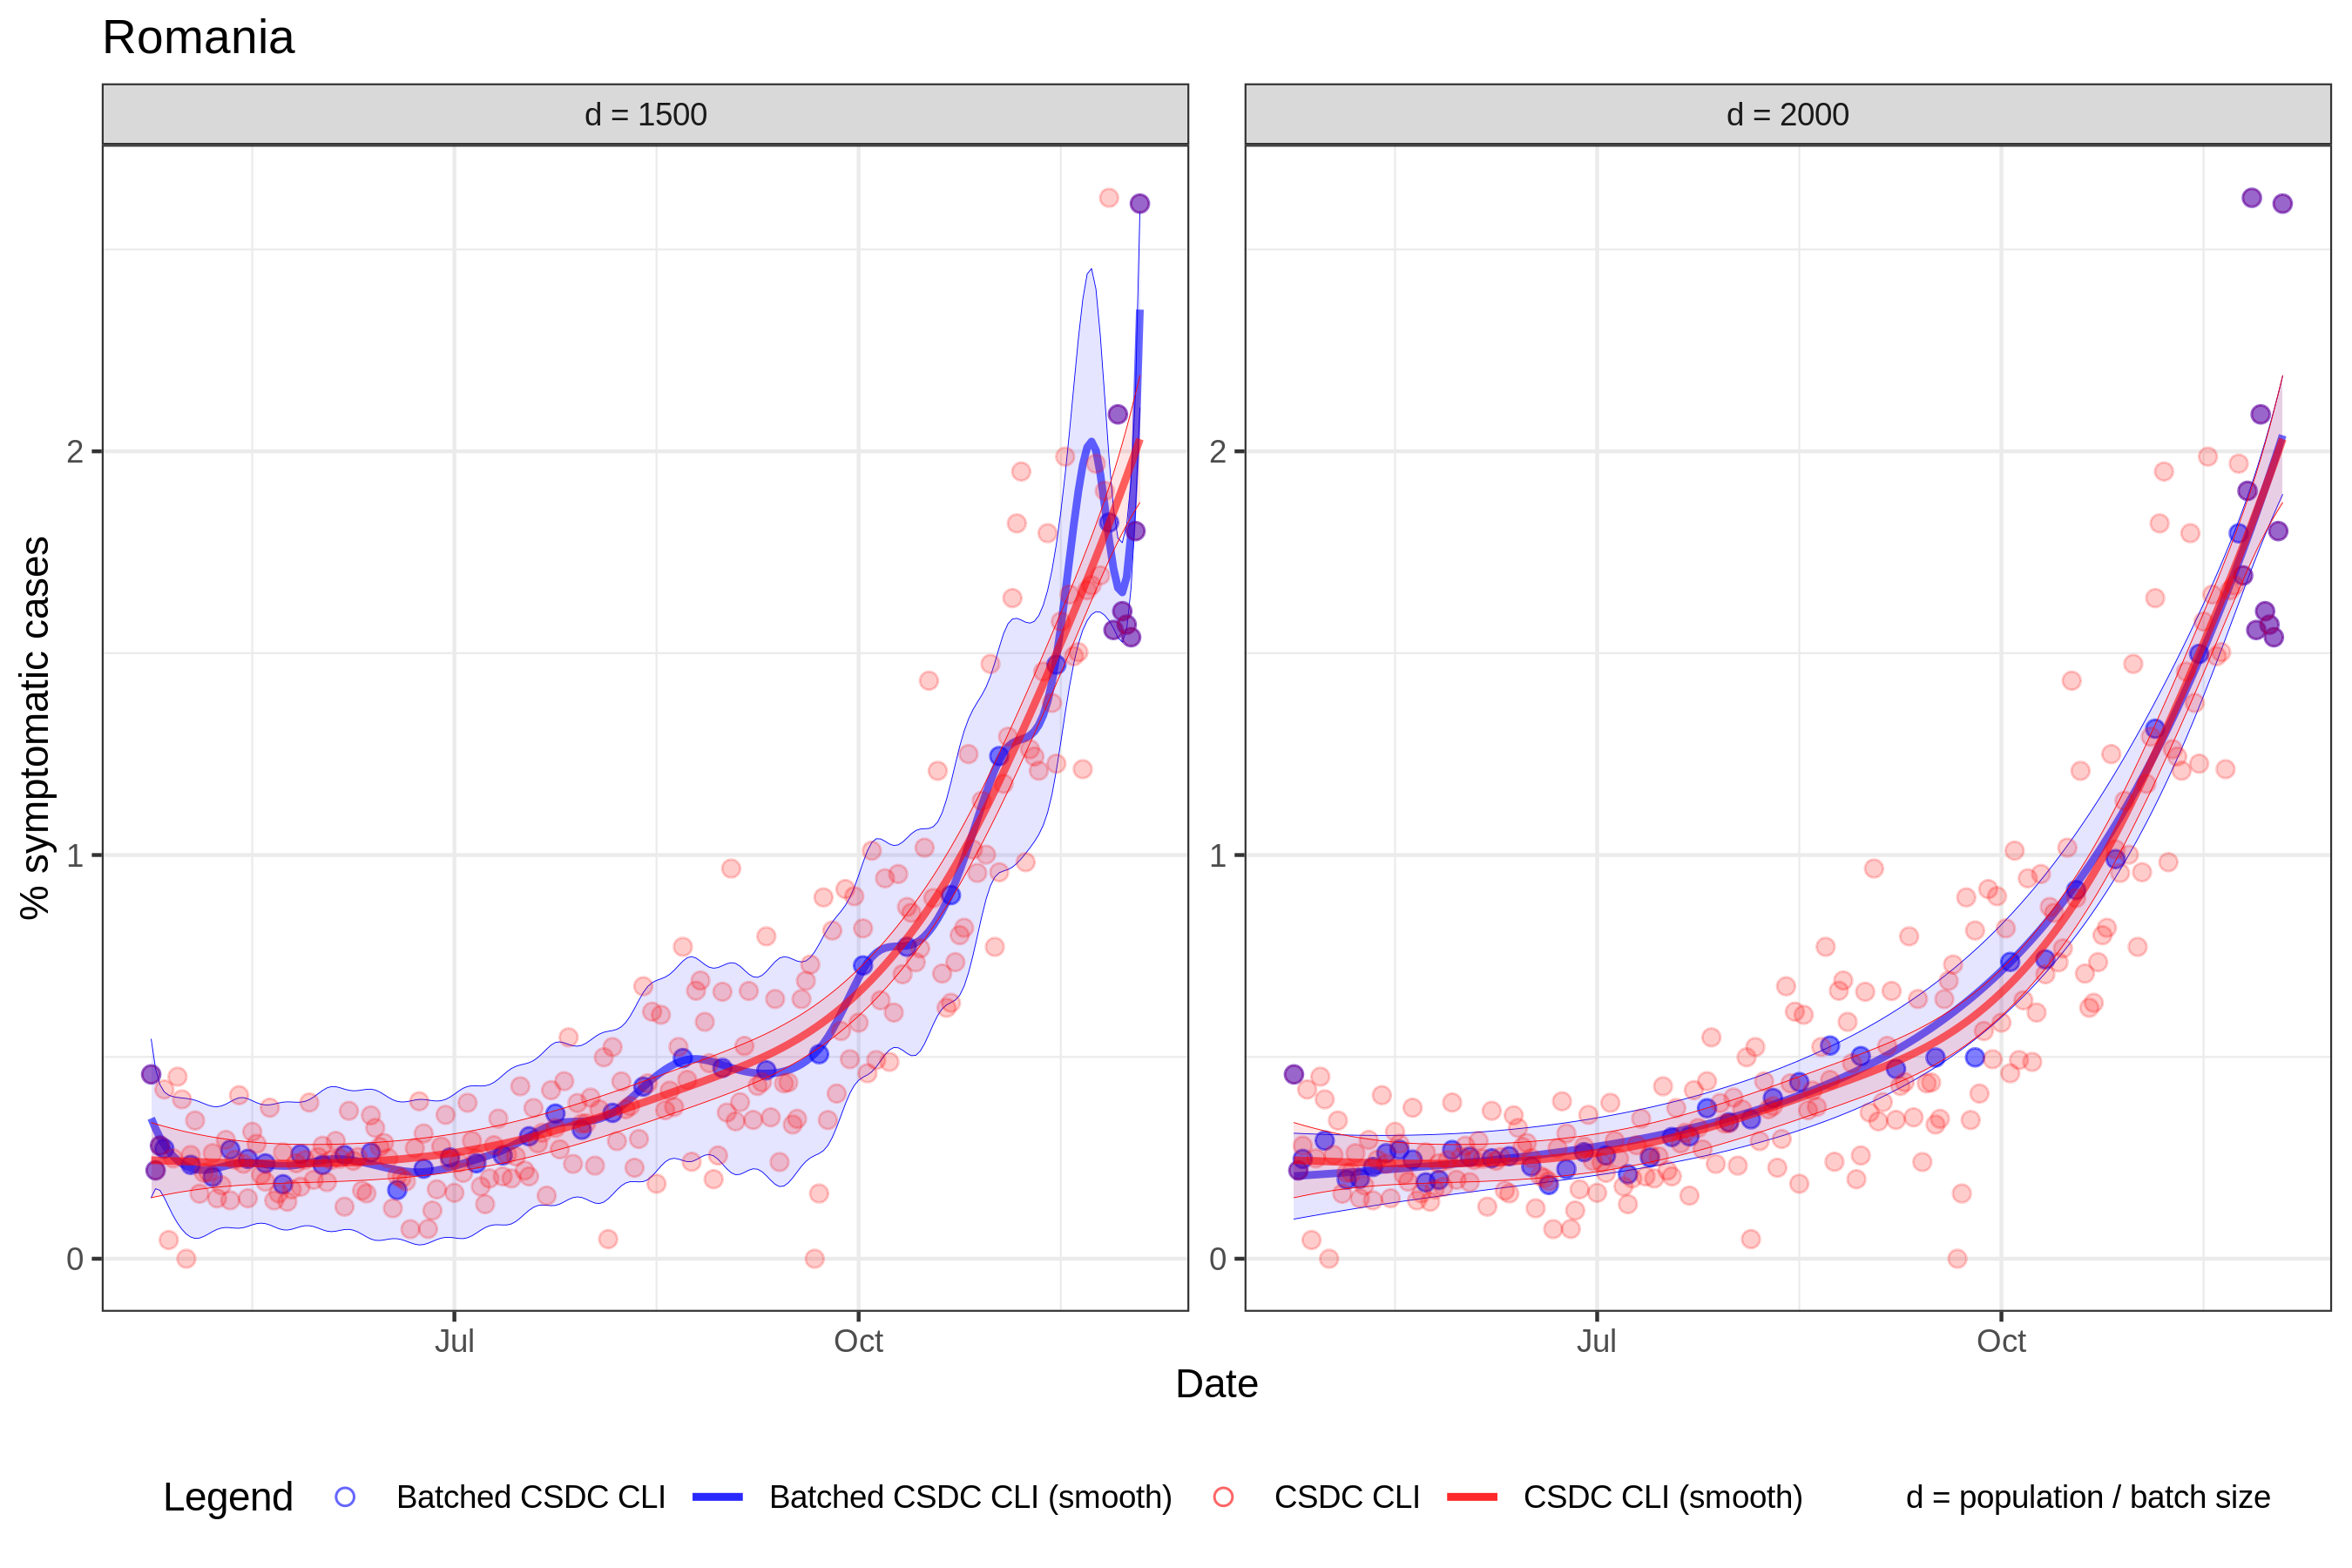 Romania
d = 1500
d = 2000
% symptomatic cases
2
1
0
2
1
0
Jul
Oct
Jul
Oct
Date
Legend
Batched CSDC CLI
Batched CSDC CLI (smooth)
CSDC CLI
CSDC CLI (smooth)
d = population / batch size